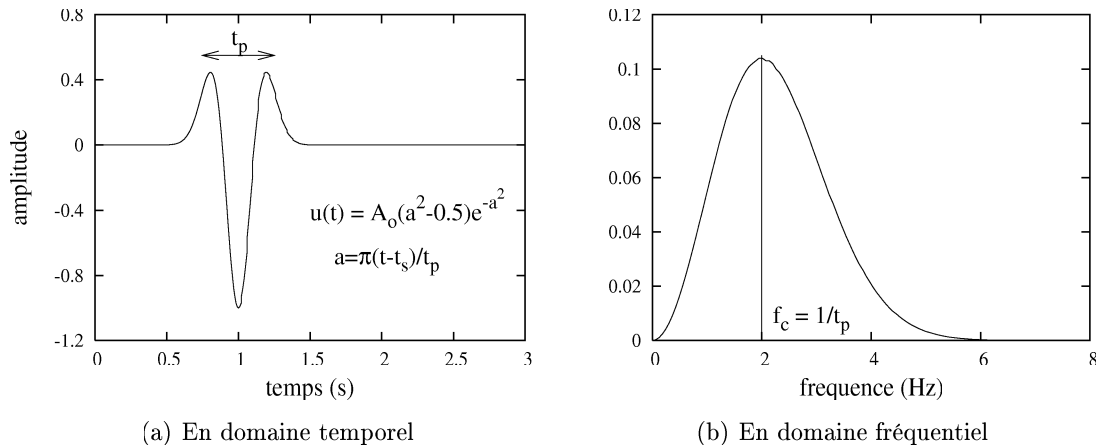 0.8
0.4
0
-0.4
-0.8
-1.2
amplitude
t_p
u(t) = A_o(a^2-0.5)e^{-a^2}
a=π(t-t_s)/t_p
0 0.5 1 1.5 2 2.5 3
temps (s)
(a) En domaine temporel
0.12
0.1
0.08
0.06
0.04
0.02
0
f_c = 1/t_p
0 2 4 6 8
frequence (Hz)
(b) En domaine fréquentiel